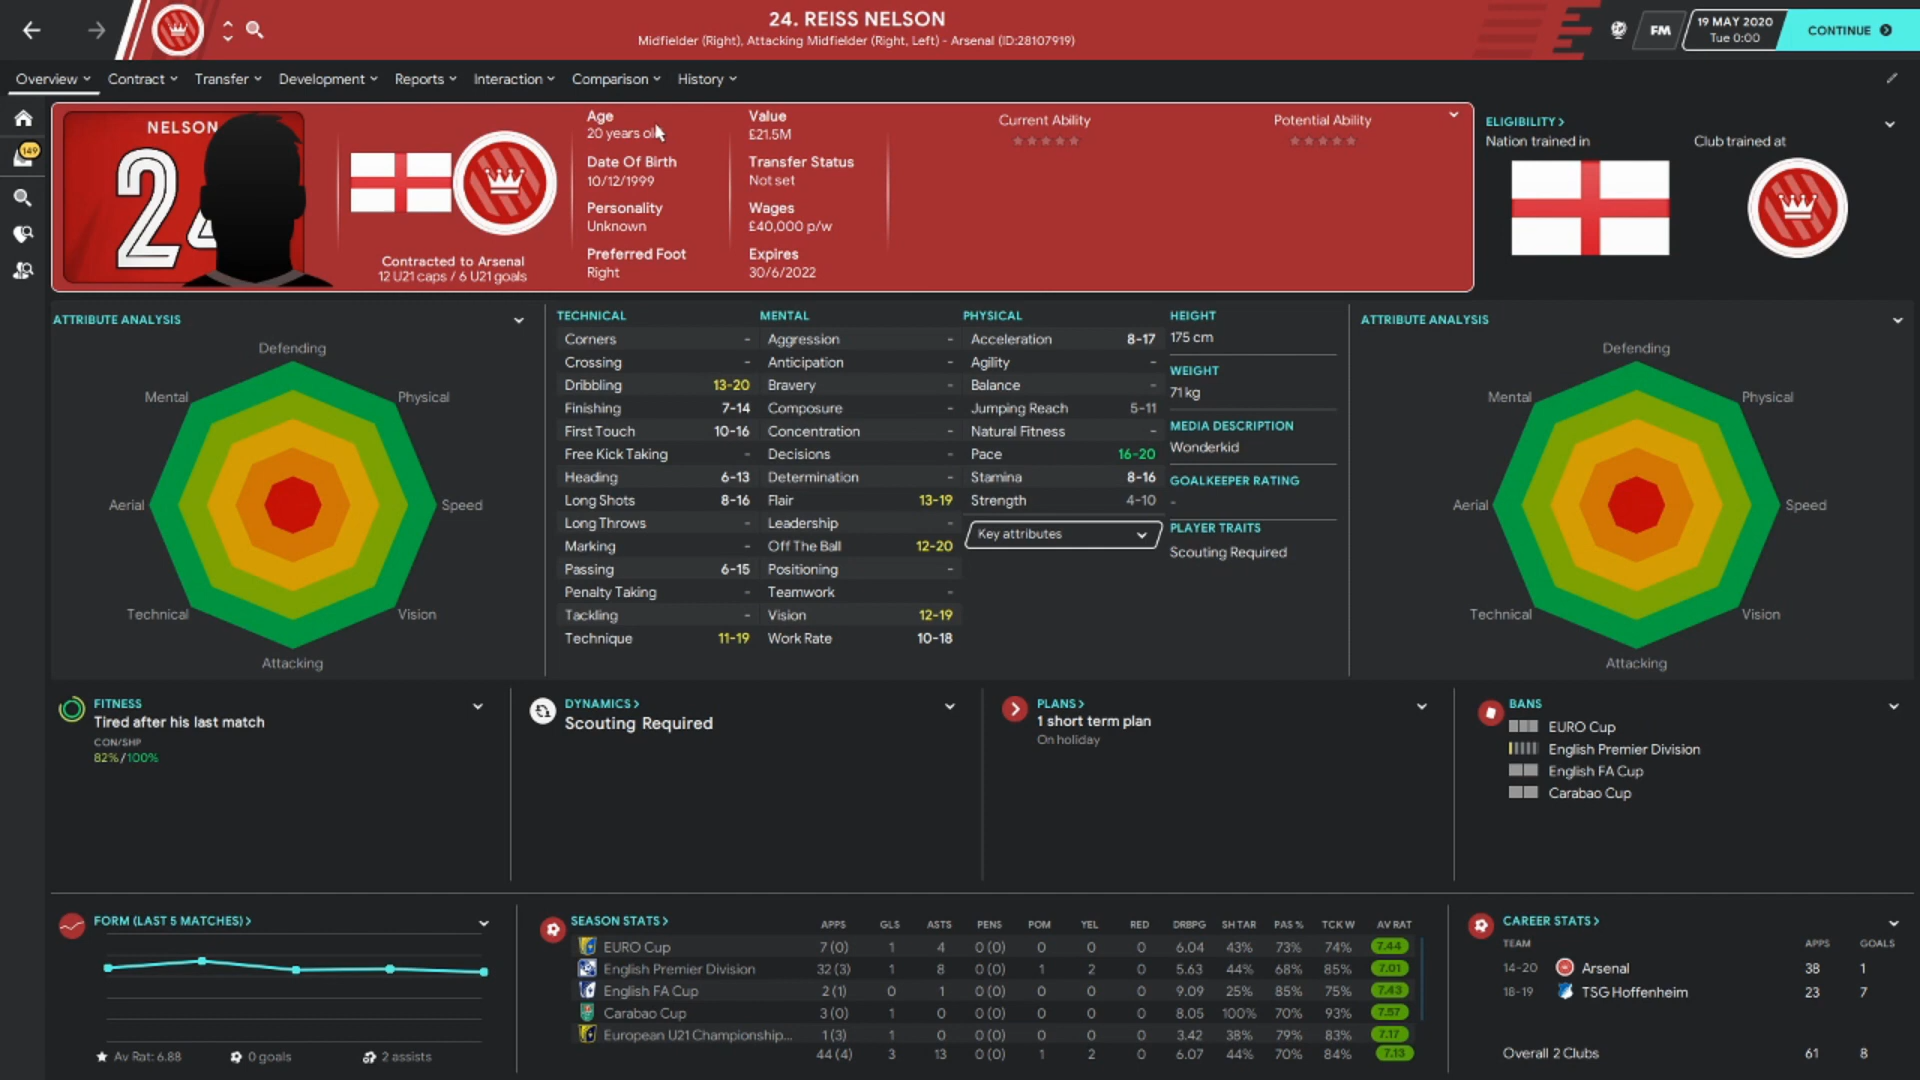 24. REISS NELSON
Midfielder (Right), Attacking Midfielder (Right, Left) - Arsenal (ID:28107919)
FM
19 MAY 2020
Tue 0:00
CONTINUE
Overview
Contract
Transfer
Development
Reports
Interaction
Comparison
History
149
NELSON
24
Contracted to Arsenal
12 U21 caps / 6 U21 goals
Age
20 years old
Date Of Birth
10/12/1999
Personality
Unknown
Preferred Foot
Right
Value
£21.5M
Transfer Status
Not set
Wages
£40,000 p/w
Expires
30/6/2022
Current Ability
Potential Ability
ELIGIBILITY >
Nation trained in
Club trained at
ATTRIBUTE ANALYSIS
Defending
Mental
Physical
Aerial
Speed
Technical
Vision
Attacking
TECHNICAL
Corners -
Crossing -
Dribbling 13-20
Finishing 7-14
First Touch 10-16
Free Kick Taking -
Heading 6-13
Long Shots 8-16
Long Throws -
Marking -
Passing 6-15
Penalty Taking -
Tackling -
Technique 11-19
MENTAL
Aggression -
Anticipation -
Bravery -
Composure -
Concentration -
Decisions -
Determination -
Flair 13-19
Leadership -
Off The Ball 12-20
Positioning -
Teamwork -
Vision 12-19
Work Rate 10-18
PHYSICAL
Acceleration 8-17
Agility -
Balance -
Jumping Reach 5-11
Natural Fitness -
Pace 16-20
Stamina 8-16
Strength 4-10
Key attributes
HEIGHT
175 cm
WEIGHT
71 kg
MEDIA DESCRIPTION
Wonderkid
GOALKEEPER RATING
-
PLAYER TRAITS
Scouting Required
ATTRIBUTE ANALYSIS
Defending
Mental
Physical
Aerial
Speed
Technical
Vision
Attacking
FITNESS
Tired after his last match
CON/SHP
82% / 100%
DYNAMICS >
Scouting Required
PLANS >
1 short term plan
On holiday
BANS
EURO Cup
English Premier Division
English FA Cup
Carabao Cup
FORM (LAST 5 MATCHES) >
Av Rat: 6.88
0 goals
2 assists
SEASON STATS > APPS GLS ASTS PENS POM YEL RED DRBPG SH TAR PAS % TCK W AV RAT
EURO Cup 7 (0) 1 4 0 (0) 0 0 0 6.04 43% 73% 74% 7.44
English Premier Division 32 (3) 1 8 0 (0) 1 2 0 5.63 44% 68% 85% 7.01
English FA Cup 2 (1) 0 1 0 (0) 0 0 0 9.09 25% 85% 75% 7.43
Carabao Cup 3 (0) 1 0 0 (0) 0 0 0 8.05 100% 70% 93% 7.57
European U21 Championship... 1 (3) 1 0 0 (0) 0 0 0 3.42 38% 79% 83% 7.17
44 (4) 3 13 0 (0) 1 2 0 6.07 44% 70% 84% 7.13
CAREER STATS >
TEAM APPS GOALS
14-20 Arsenal 38 1
18-19 TSG Hoffenheim 23 7
Overall 2 Clubs 61 8